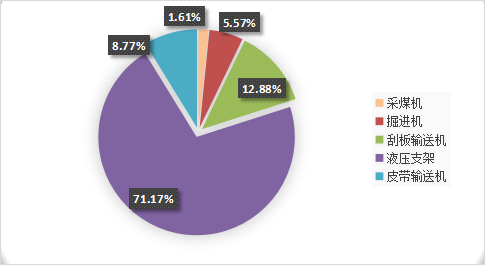 1.61%
5.57%
8.77%
12.88%
71.17%
采煤机
掘进机
刮板输送机
液压支架
皮带输送机